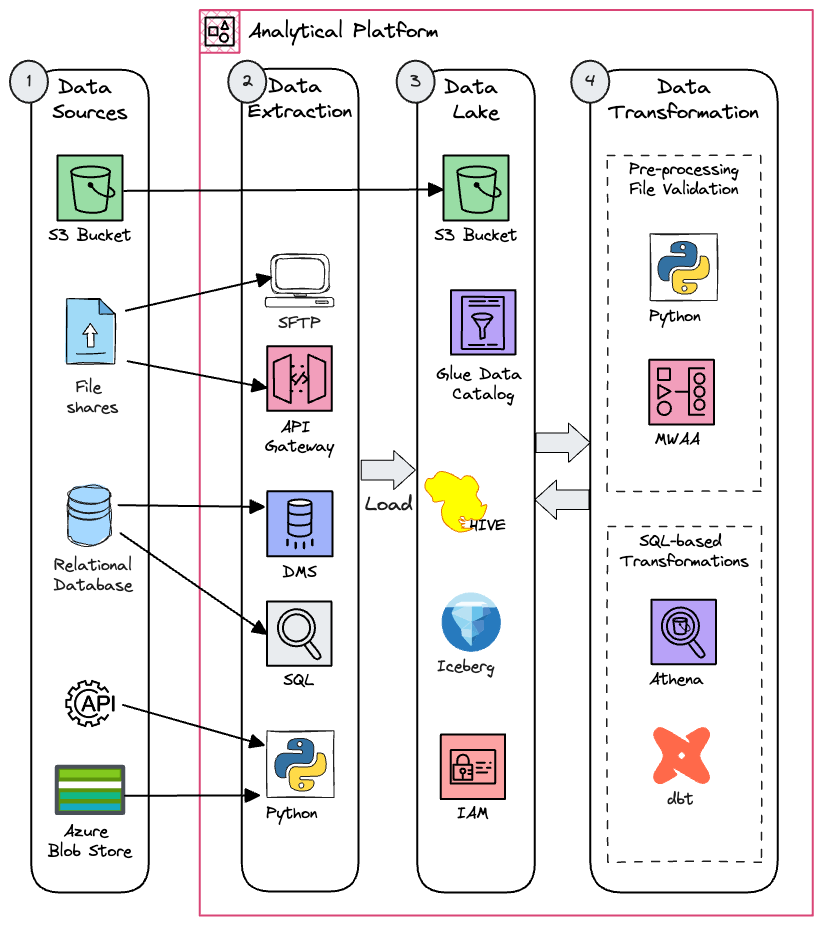 Analytical Platform
1
Data
Sources
S3 Bucket
File
shares
Relational
Database
API
Azure
Blob Store
2
Data
Extraction
SFTP
API
Gateway
DMS
SQL
Python
Load
3
Data
Lake
S3 Bucket
Glue Data
Catalog
HIVE
Iceberg
IAM
4
Data
Transformation
Pre-processing
File Validation
Python
MWAA
SQL-based
Transformations
Athena
dbt